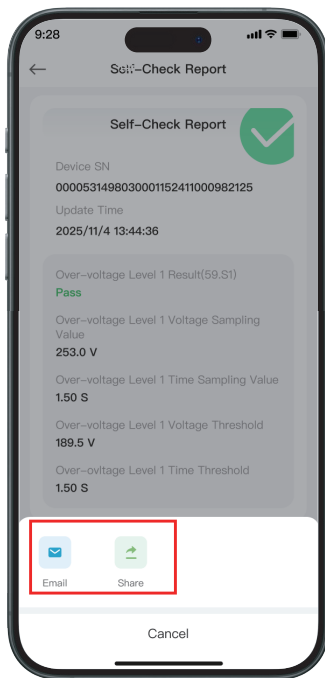 9:28
Self-Check Report
Self-Check Report
Device SN
0000531498030001152411000982125
Update Time
2025/11/4 13:44:36
Over-voltage Level 1 Result(59.S1)
Pass
Over-voltage Level 1 Voltage Sampling
Value
253.0 V
Over-voltage Level 1 Time Sampling Value
1.50 S
Over-voltage Level 1 Voltage Threshold
189.5 V
Over-ovltage Level 1 Time Threshold
1.50 S
Email
Share
Cancel